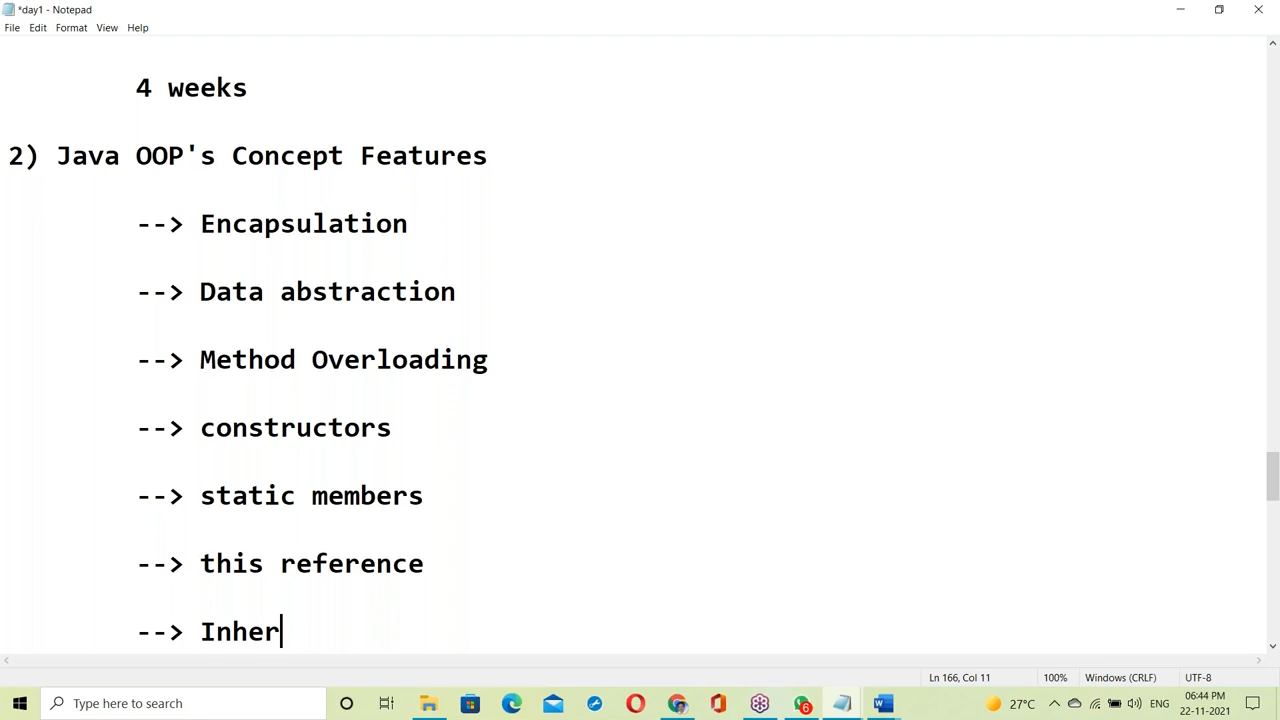 *day1 - Notepad
File Edit Format View Help
4 weeks
2) Java OOP's Concept Features
--> Encapsulation
--> Data abstraction
--> Method Overloading
--> constructors
--> static members
--> this reference
--> Inher
Ln 166, Col 11 100% Windows (CRLF) UTF-8
Type here to search 6 27°C ENG 06:44 PM
22-11-2021